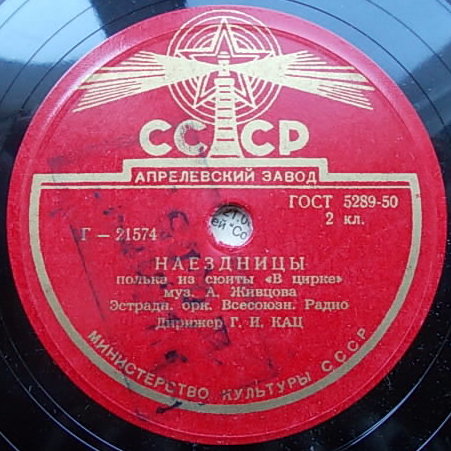 СССР
АПРЕЛЕВСКИЙ ЗАВОД
ГОСТ 5289-50
2 кл.
Г — 21574
НАЕЗДНИЦЫ
полька из сюиты «В цирке»
муз. А. Живцова
Эстрадн. орк. Всесоюзн. Радио
Дирижер Г. И. КАЦ
МИНИСТЕРСТВО КУЛЬТУРЫ СССР